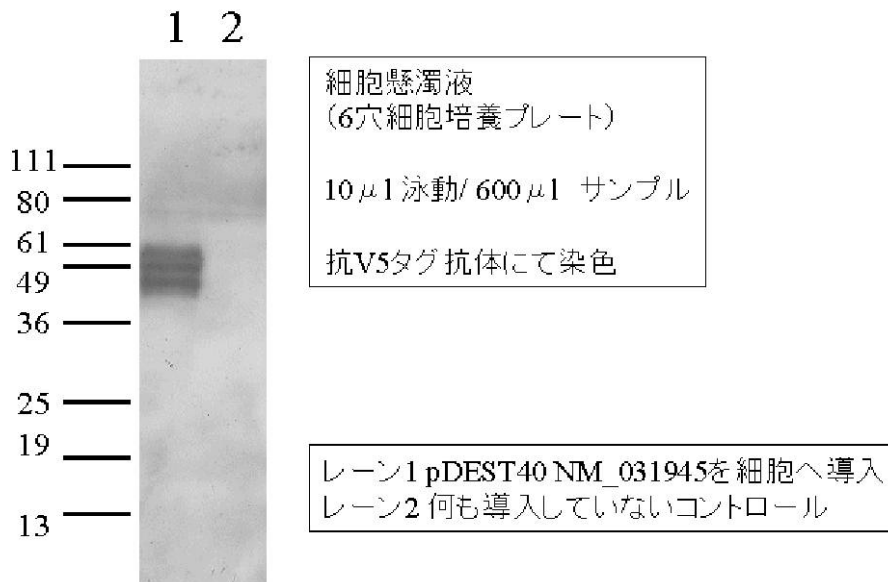 1 2
111
80
61
49
36
25
19
13
細胞懸濁液
(6穴細胞培養プレート)
10μl泳動/600μl サンプル
抗V5タグ抗体にて染色
レーン1 pDEST40 NM_031945を細胞へ導入
レーン2 何も導入していないコントロール